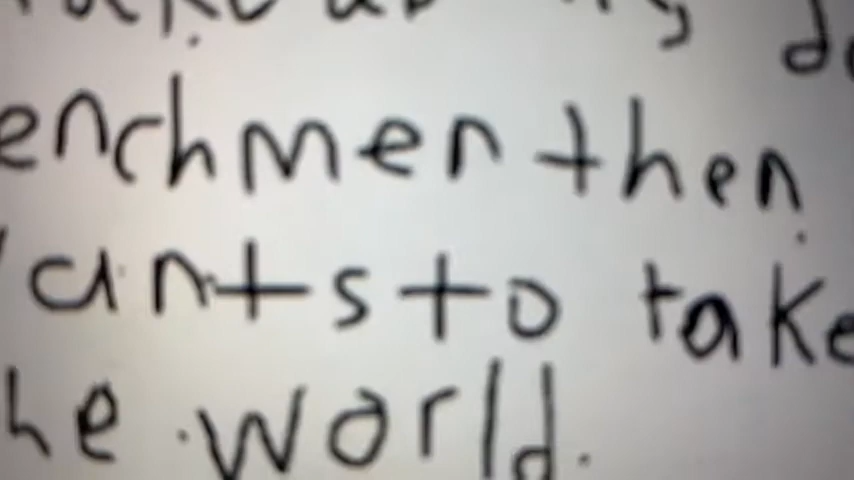 enchmen then
ants to take
he world.